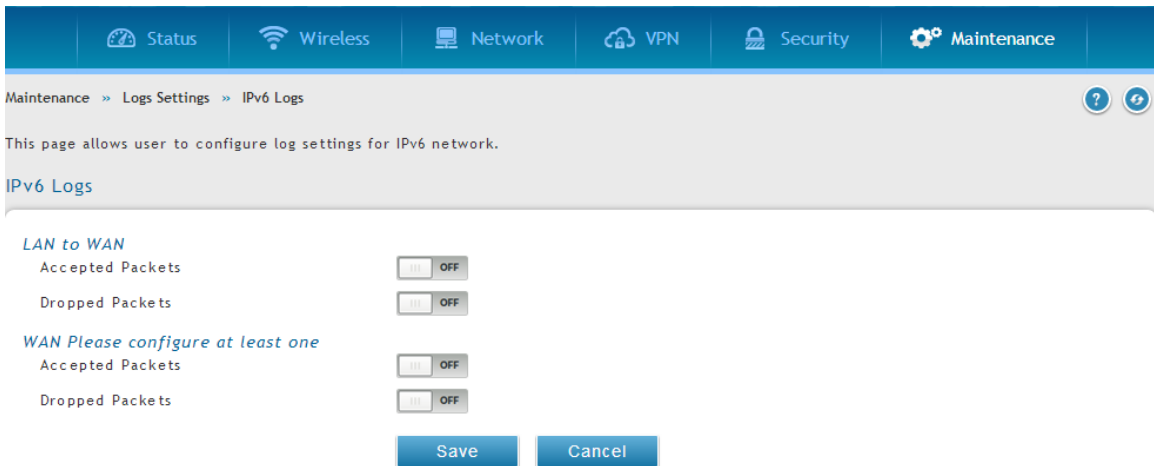 Status Wireless Network VPN Security Maintenance
Maintenance » Logs Settings » IPv6 Logs ?
This page allows user to configure log settings for IPv6 network.
IPv6 Logs
LAN to WAN
Accepted Packets OFF
Dropped Packets OFF
WAN Please configure at least one
Accepted Packets OFF
Dropped Packets OFF
Save Cancel